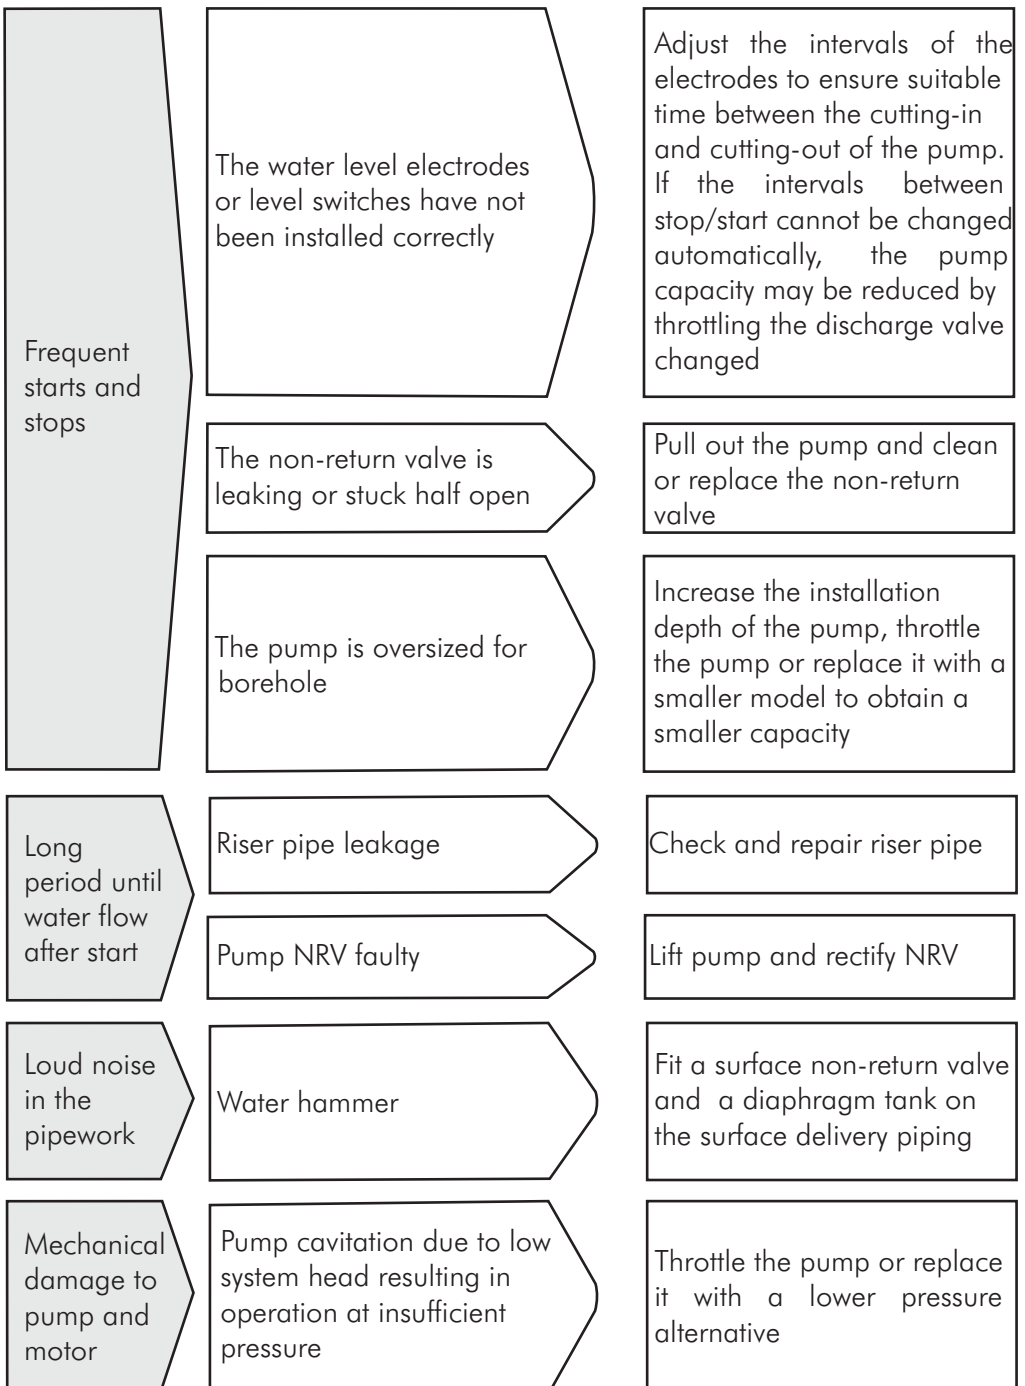 Frequent
starts and
stops
The water level electrodes
or level switches have not
been installed correctly
Adjust the intervals of the
electrodes to ensure suitable
time between the cutting-in
and cutting-out of the pump.
If the intervals between
stop/start cannot be changed
automatically, the pump
capacity may be reduced by
throttling the discharge valve
changed
The non-return valve is
leaking or stuck half open
Pull out the pump and clean
or replace the non-return
valve
The pump is oversized for
borehole
Increase the installation
depth of the pump, throttle
the pump or replace it with a
smaller model to obtain a
smaller capacity
Long
period until
water flow
after start
Riser pipe leakage
Check and repair riser pipe
Pump NRV faulty
Lift pump and rectify NRV
Loud noise
in the
pipework
Water hammer
Fit a surface non-return valve
and a diaphragm tank on
the surface delivery piping
Mechanical
damage to
pump and
motor
Pump cavitation due to low
system head resulting in
operation at insufficient
pressure
Throttle the pump or replace
it with a lower pressure
alternative